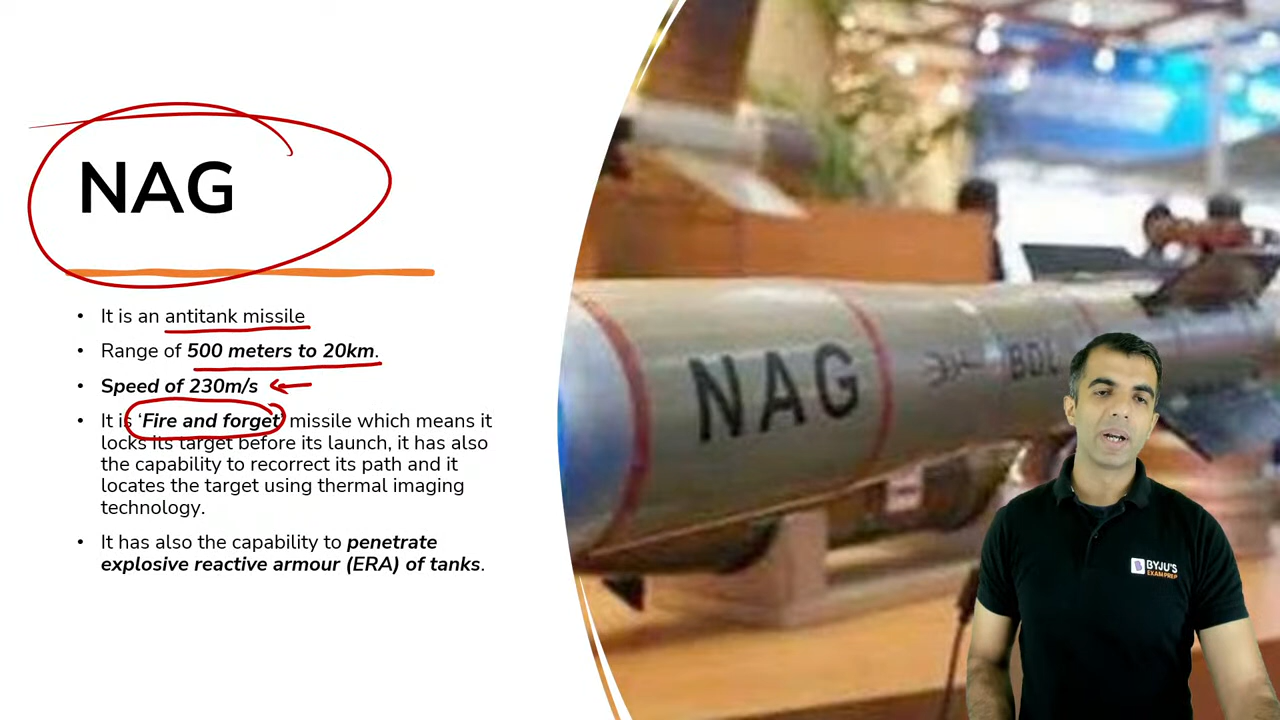 NAG
• It is an antitank missile
• Range of 500 meters to 20km.
• Speed of 230m/s
• It is ‘Fire and forget’ missile which means it
locks its target before its launch, it has also
the capability to recorrect its path and it
locates the target using thermal imaging
technology.
• It has also the capability to penetrate
explosive reactive armour (ERA) of tanks.
NAG
BDL
BYJU'S
EXAM PREP